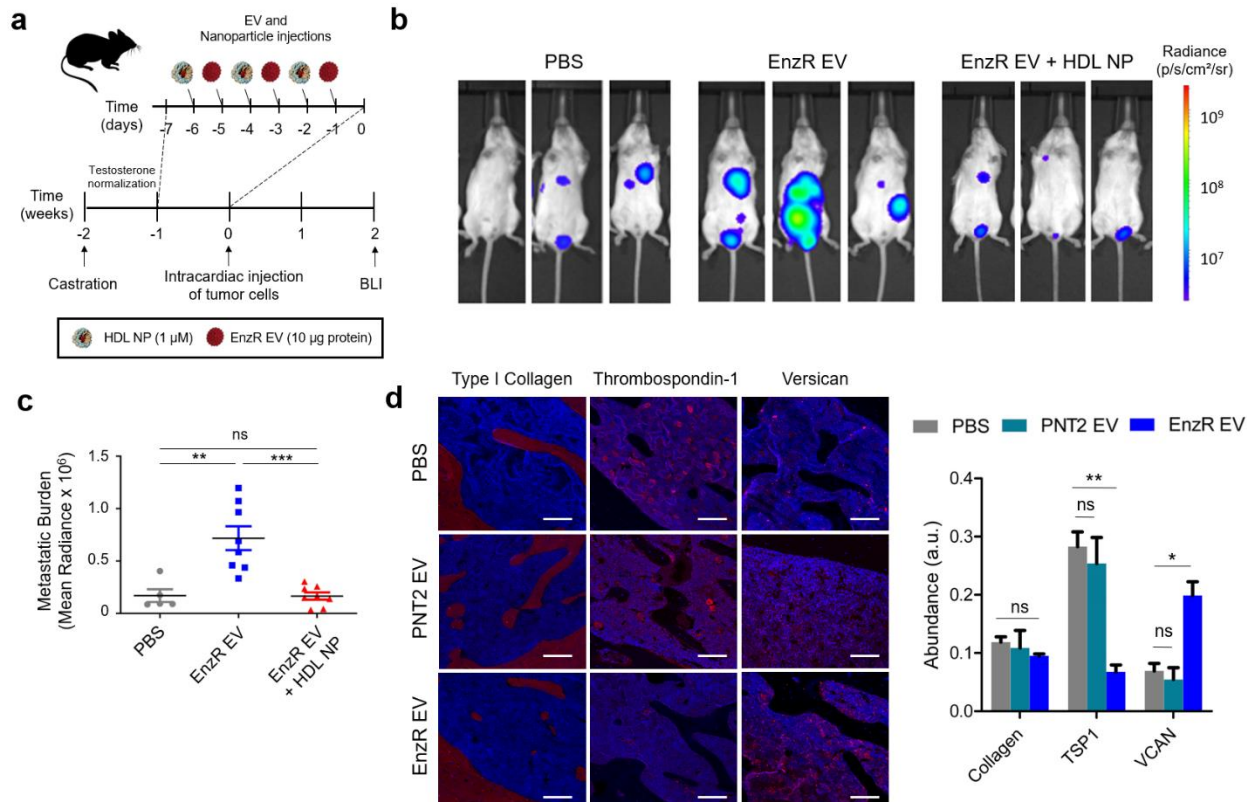 a
EV and
Nanoparticle injections
Time
(days)
-7 -6 -5 -4 -3 -2 -1 0
Testosterone
normalization
Time
(weeks)
-2 -1 0 1 2
Castration
Intracardiac injection
of tumor cells
BLI
HDL NP (1 µM) EnzR EV (10 µg protein)
b
PBS EnzR EV EnzR EV + HDL NP
Radiance
(p/s/cm²/sr)
10⁹
10⁸
10⁷
c
Metastatic Burden
(Mean Radiance x 10⁶)
ns
** ***
1.5
1.0
0.5
0
PBS
EnzR EV
EnzR EV
+ HDL NP
d
Type I Collagen Thrombospondin-1 Versican
PBS
PNT2 EV
EnzR EV
PBS PNT2 EV EnzR EV
Abundance (a.u.)
0.4
0.3
0.2
0.1
0.0
ns
**
ns
*
ns
Collagen
TSP1
VCAN